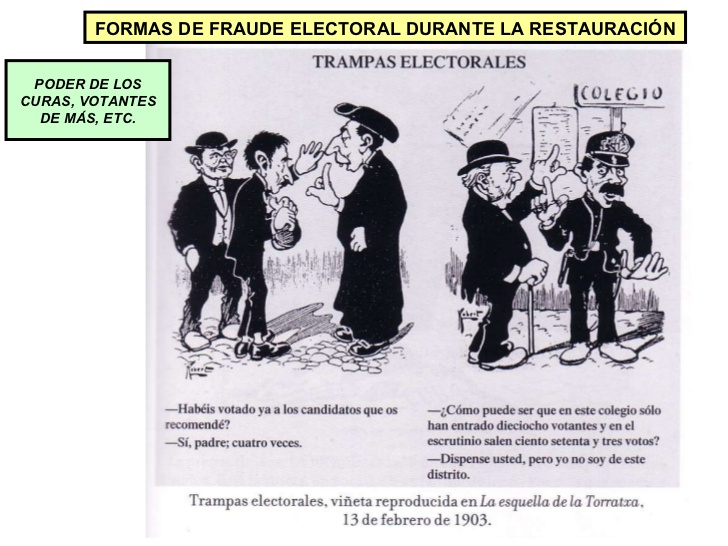 FORMAS DE FRAUDE ELECTORAL DURANTE LA RESTAURACIÓN
PODER DE LOS
CURAS, VOTANTES
DE MÁS, ETC.
TRAMPAS ELECTORALES
COLEGIO
—Habéis votado ya a los candidatos que os
recomendé?
—Sí, padre; cuatro veces.
—¿Cómo puede ser que en este colegio sólo
han entrado dieciocho votantes y en el
escrutinio salen ciento setenta y tres votos?
—Dispense usted, pero yo no soy de este
distrito.
Trampas electorales, viñeta reproducida en La esquella de la Torratxa,
13 de febrero de 1903.